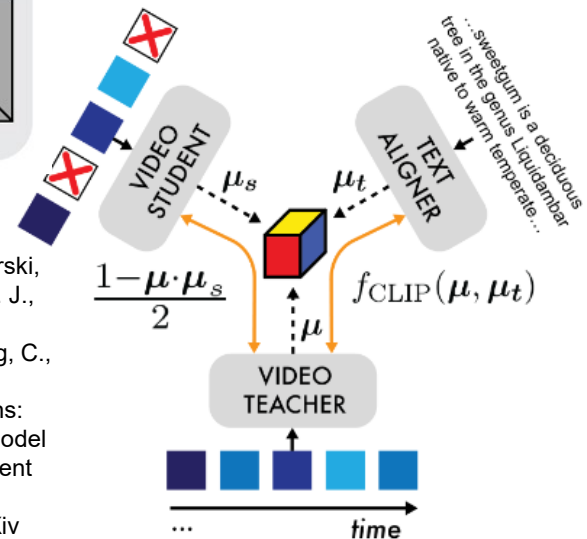 ...sweetgum is a deciduous
tree in the genus Liquidambar
native to warm temperate...
VIDEO
STUDENT
TEXT
ALIGNER
μs
μt
rski,
J.,
1−μ·μs
2
fCLIP(μ, μt)
g, C.,
μ
VIDEO
TEACHER
ns:
odel
ent
iv
...
time